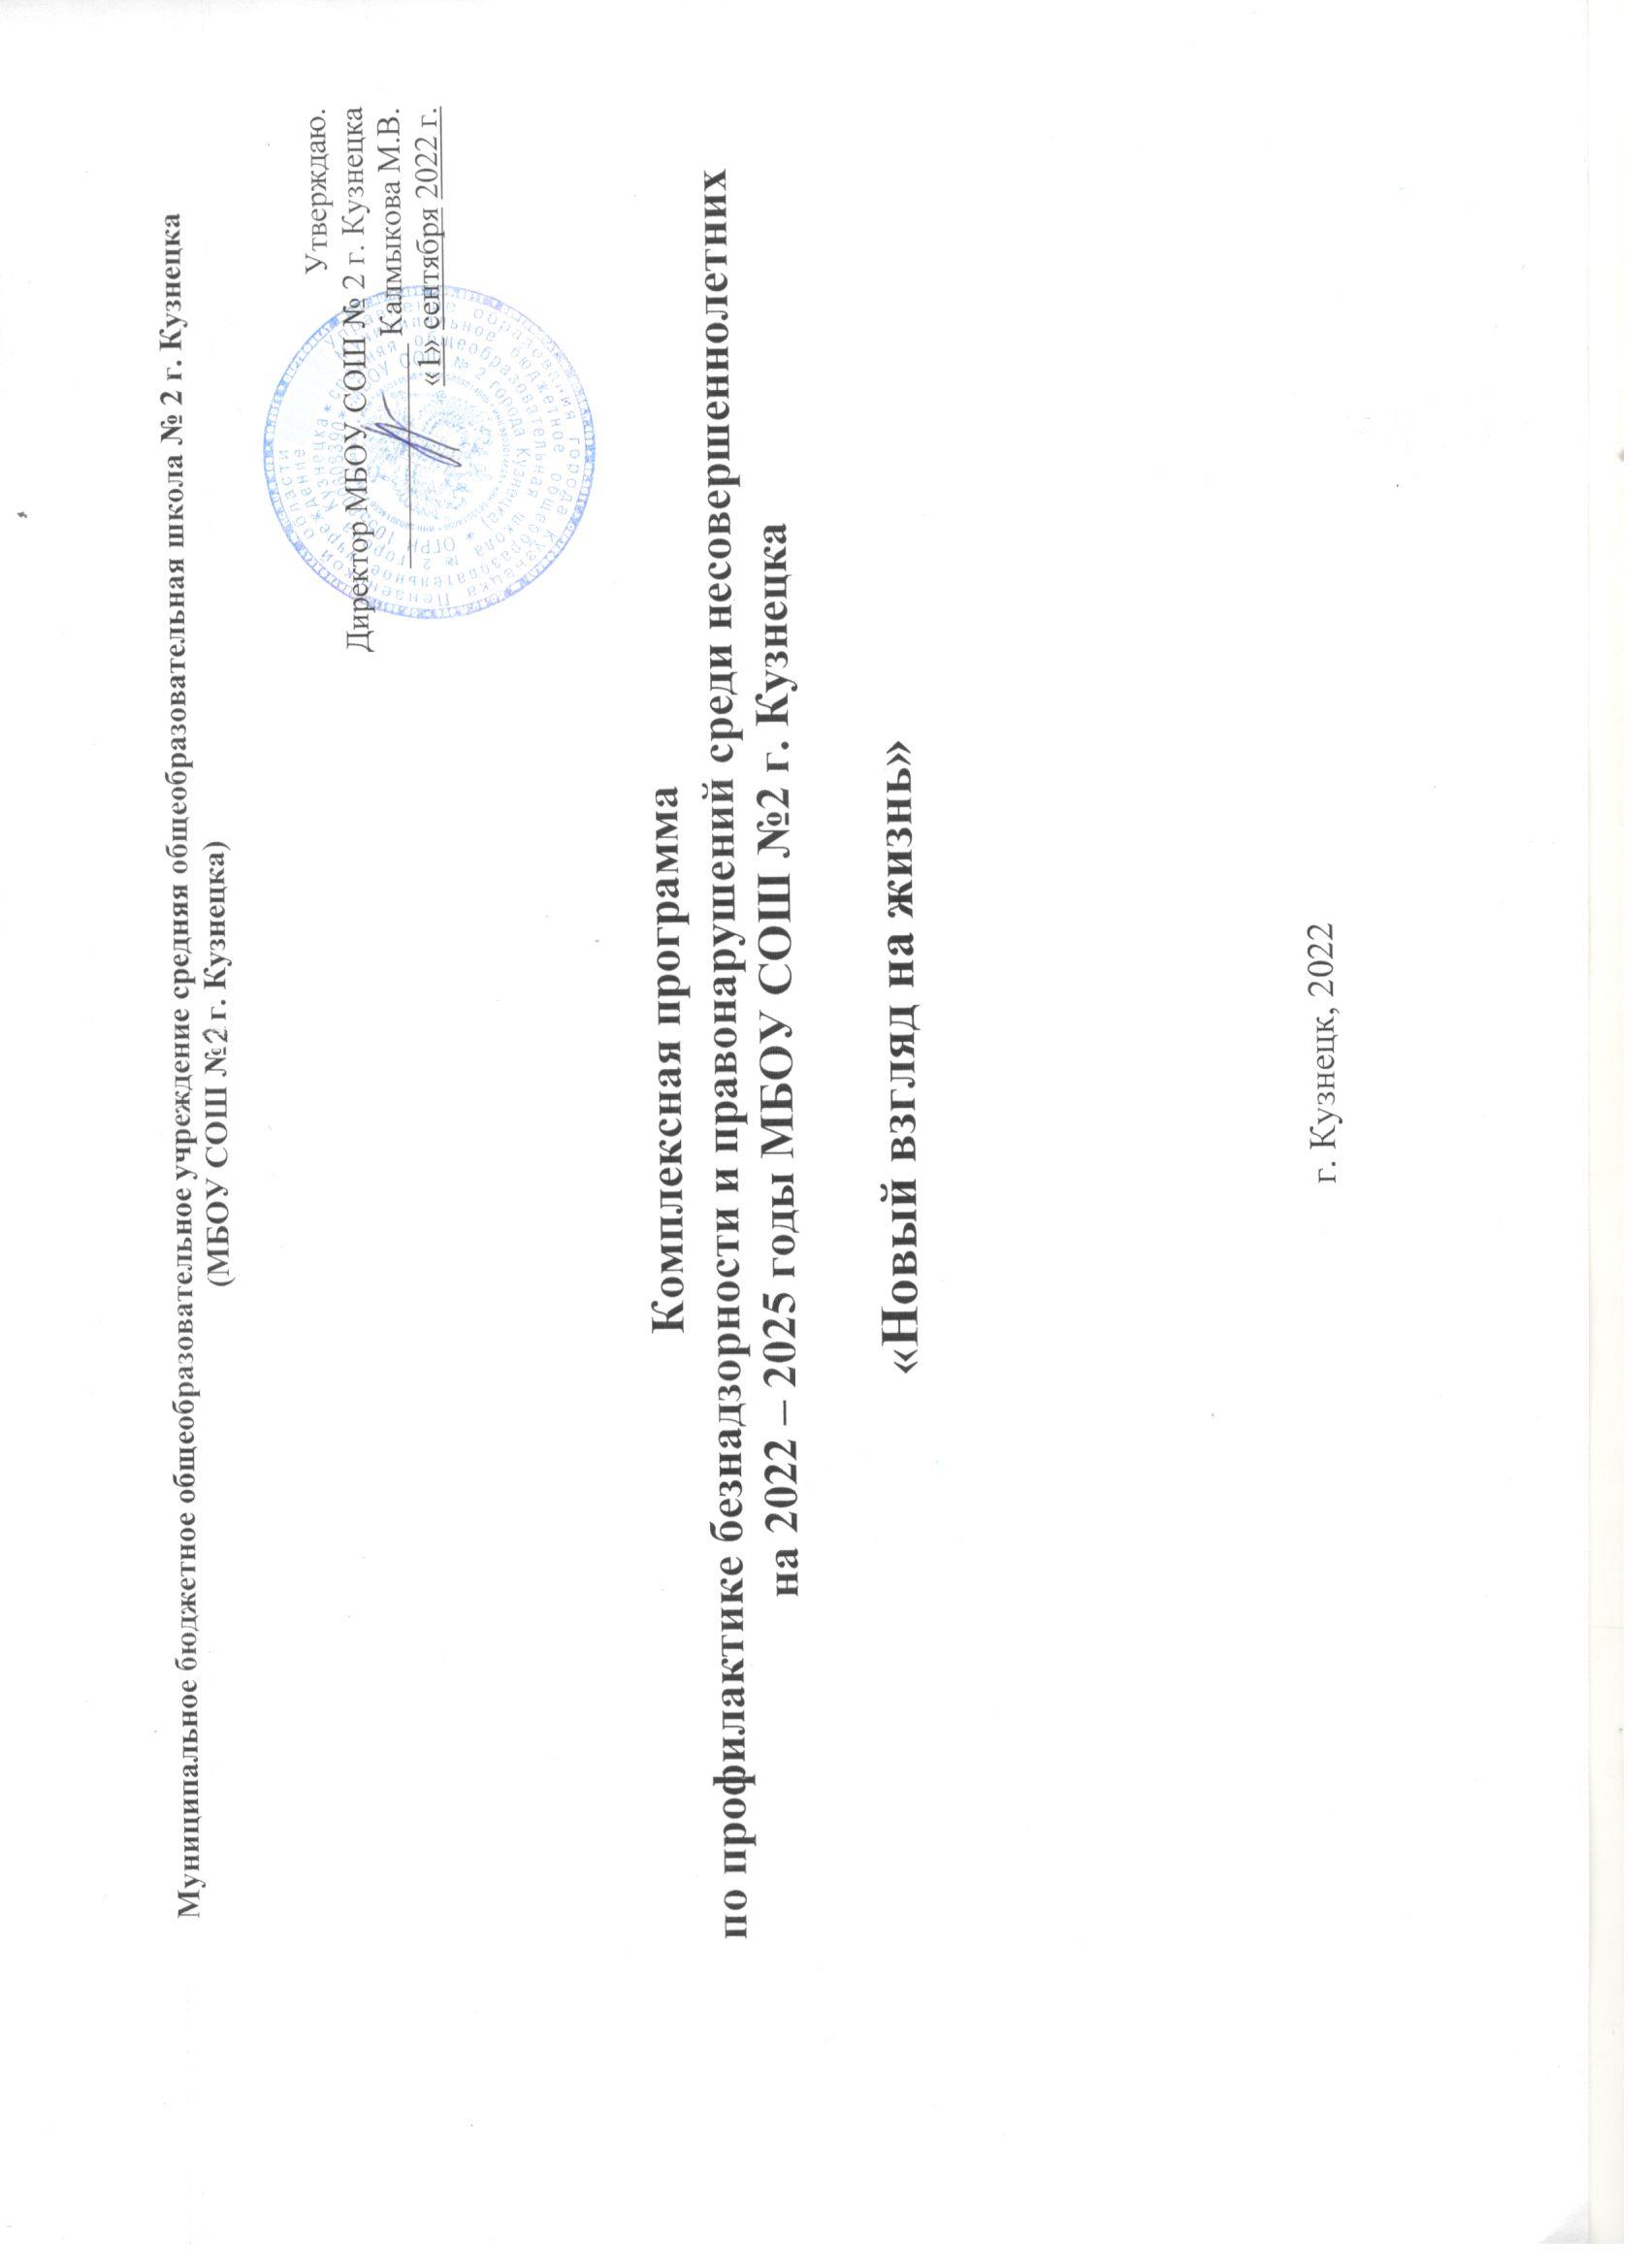 Муниципальное бюджетное общеобразовательное учреждение средняя общеобразовательная школа № 2 г. Кузнецка
(МБОУ СОШ №2 г. Кузнецка)
Утверждаю.
Директор МБОУ СОШ № 2 г. Кузнецка
Калмыкова М.В.
«1» сентября 2022 г.
Комплексная программа
по профилактике безнадзорности и правонарушений среди несовершеннолетних
на 2022 – 2025 годы МБОУ СОШ №2 г. Кузнецка
«Новый взгляд на жизнь»
г. Кузнецк, 2022